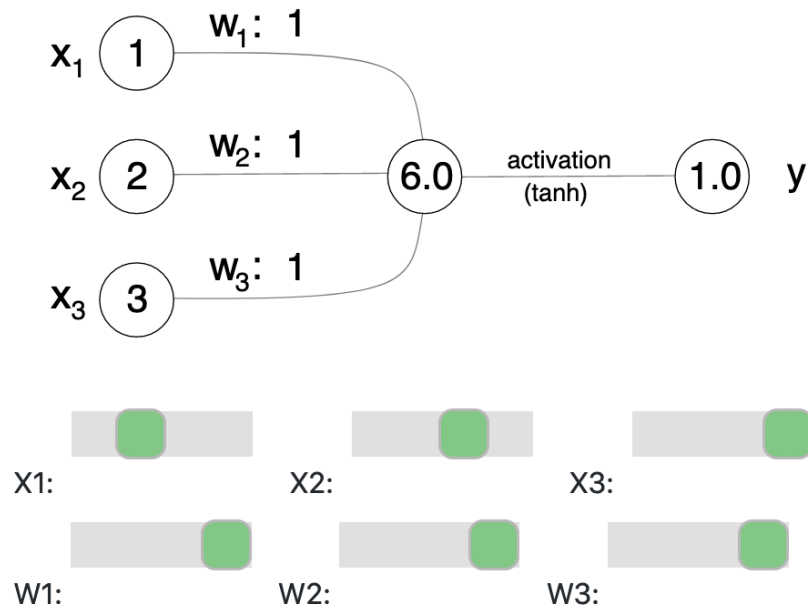 w₁: 1
x₁ 1
w₂: 1
x₂ 2 6.0 activation (tanh) 1.0 y
w₃: 1
x₃ 3
X1: X2: X3:
W1: W2: W3: